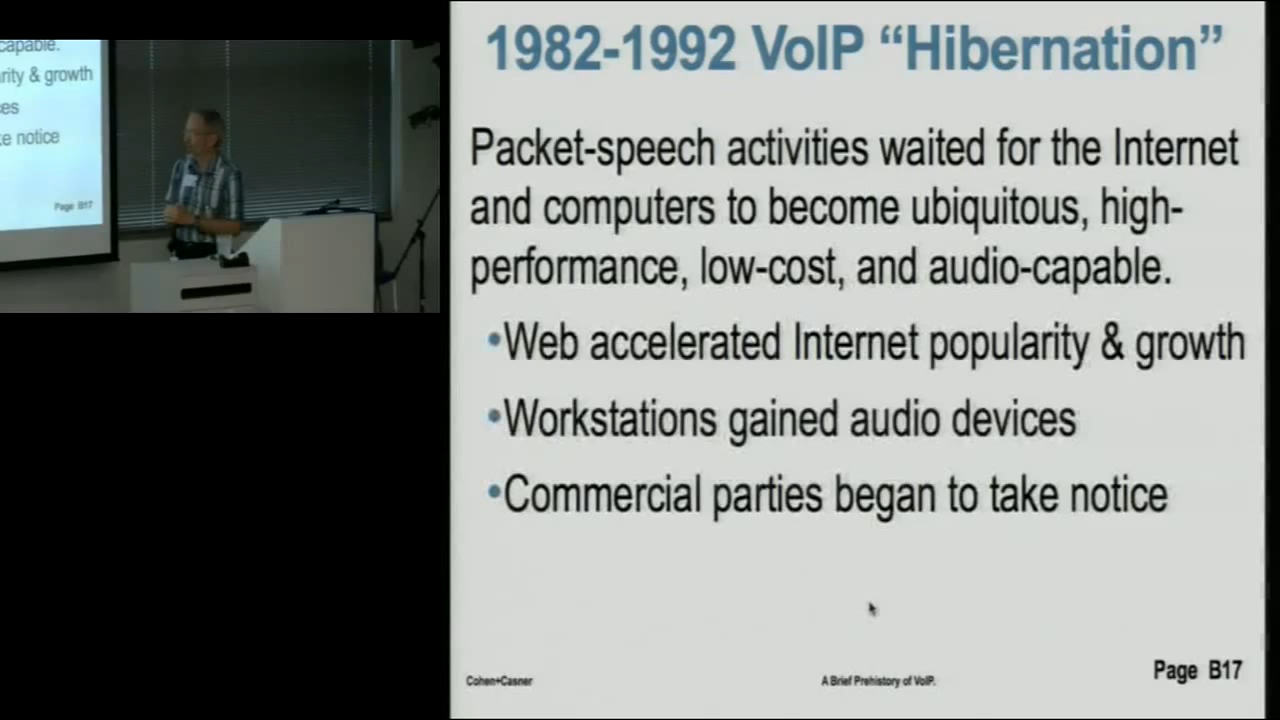 capable.
rity & growth
ces
ke notice
Page B17
1982-1992 VoIP “Hibernation”
Packet-speech activities waited for the Internet
and computers to become ubiquitous, high-
performance, low-cost, and audio-capable.
•Web accelerated Internet popularity & growth
•Workstations gained audio devices
•Commercial parties began to take notice
Cohen+Casner
A Brief Prehistory of VoIP.
Page B17